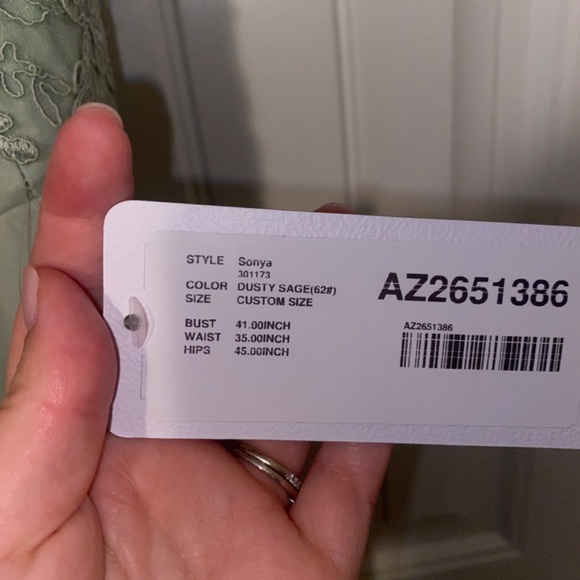 STYLE Sonya
301173
COLOR DUSTY SAGE(62#)
SIZE CUSTOM SIZE
BUST 41.00INCH
WAIST 35.00INCH
HIPS 45.00INCH
AZ2651386
AZ2651386